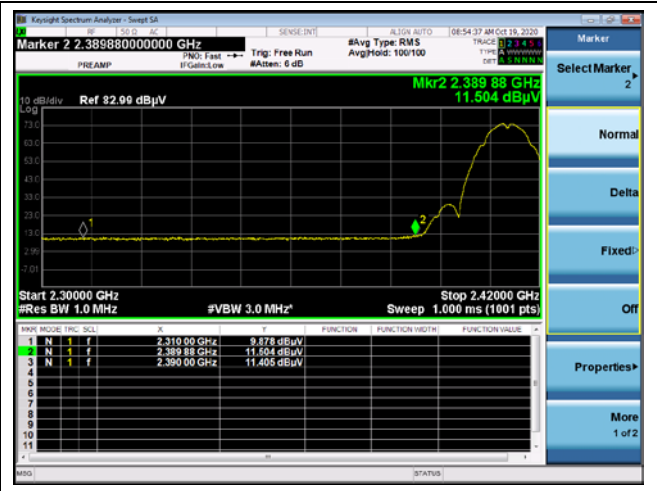 Keysight Spectrum Analyzer - Swept SA
RF 50 Ω AC SENSE:INT ALIGN AUTO 08:54:37 AM Oct 19, 2020
Marker 2 2.389880000000 GHz
PNO: Fast
IFGain:Low
Trig: Free Run
#Atten: 6 dB
#Avg Type: RMS
Avg|Hold: 100/100
TRACE 1 2 3 4 5 6
TYPE A WWWWW
DET A S N N N N
PREAMP
Mkr2 2.389 88 GHz
11.504 dBµV
10 dB/div Ref 82.99 dBµV
Log
73.0
63.0
53.0
43.0
33.0
23.0
13.0
2.99
-7.01
1
2
Start 2.30000 GHz
Stop 2.42000 GHz
#Res BW 1.0 MHz
#VBW 3.0 MHz*
Sweep 1.000 ms (1001 pts)
MKR MODE TRC SCL X Y FUNCTION FUNCTION WIDTH FUNCTION VALUE
1 N 1 f 2.310 00 GHz 9.878 dBµV
2 N 1 f 2.389 88 GHz 11.504 dBµV
3 N 1 f 2.390 00 GHz 11.405 dBµV
4
5
6
7
8
9
10
11
MSG
STATUS
Marker
Select Marker
2
Normal
Delta
Fixed
Off
Properties
More
1 of 2